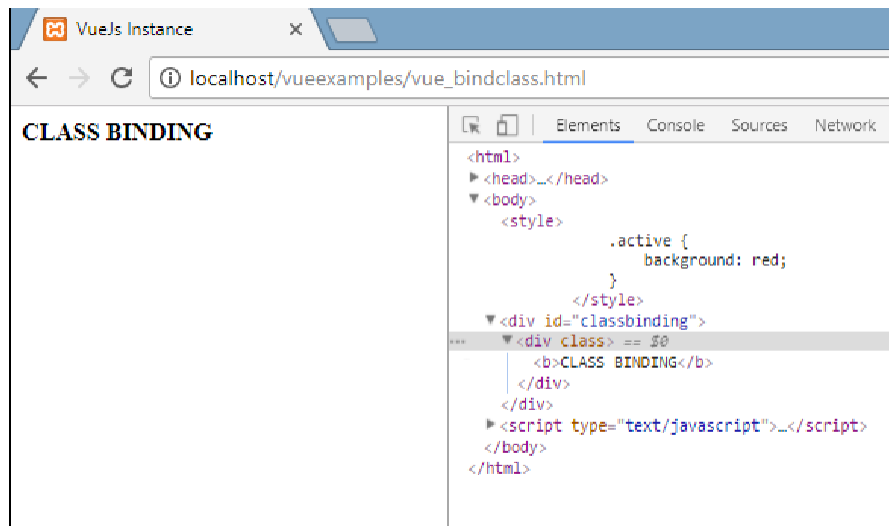 VueJs Instance
localhost/vueexamples/vue_bindclass.html
CLASS BINDING
Elements Console Sources Network
<html>
<head>…</head>
<body>
<style>
.active {
background: red;
}
</style>
<div id="classbinding">
<div class> == $0
<b>CLASS BINDING</b>
</div>
</div>
<script type="text/javascript">…</script>
</body>
</html>